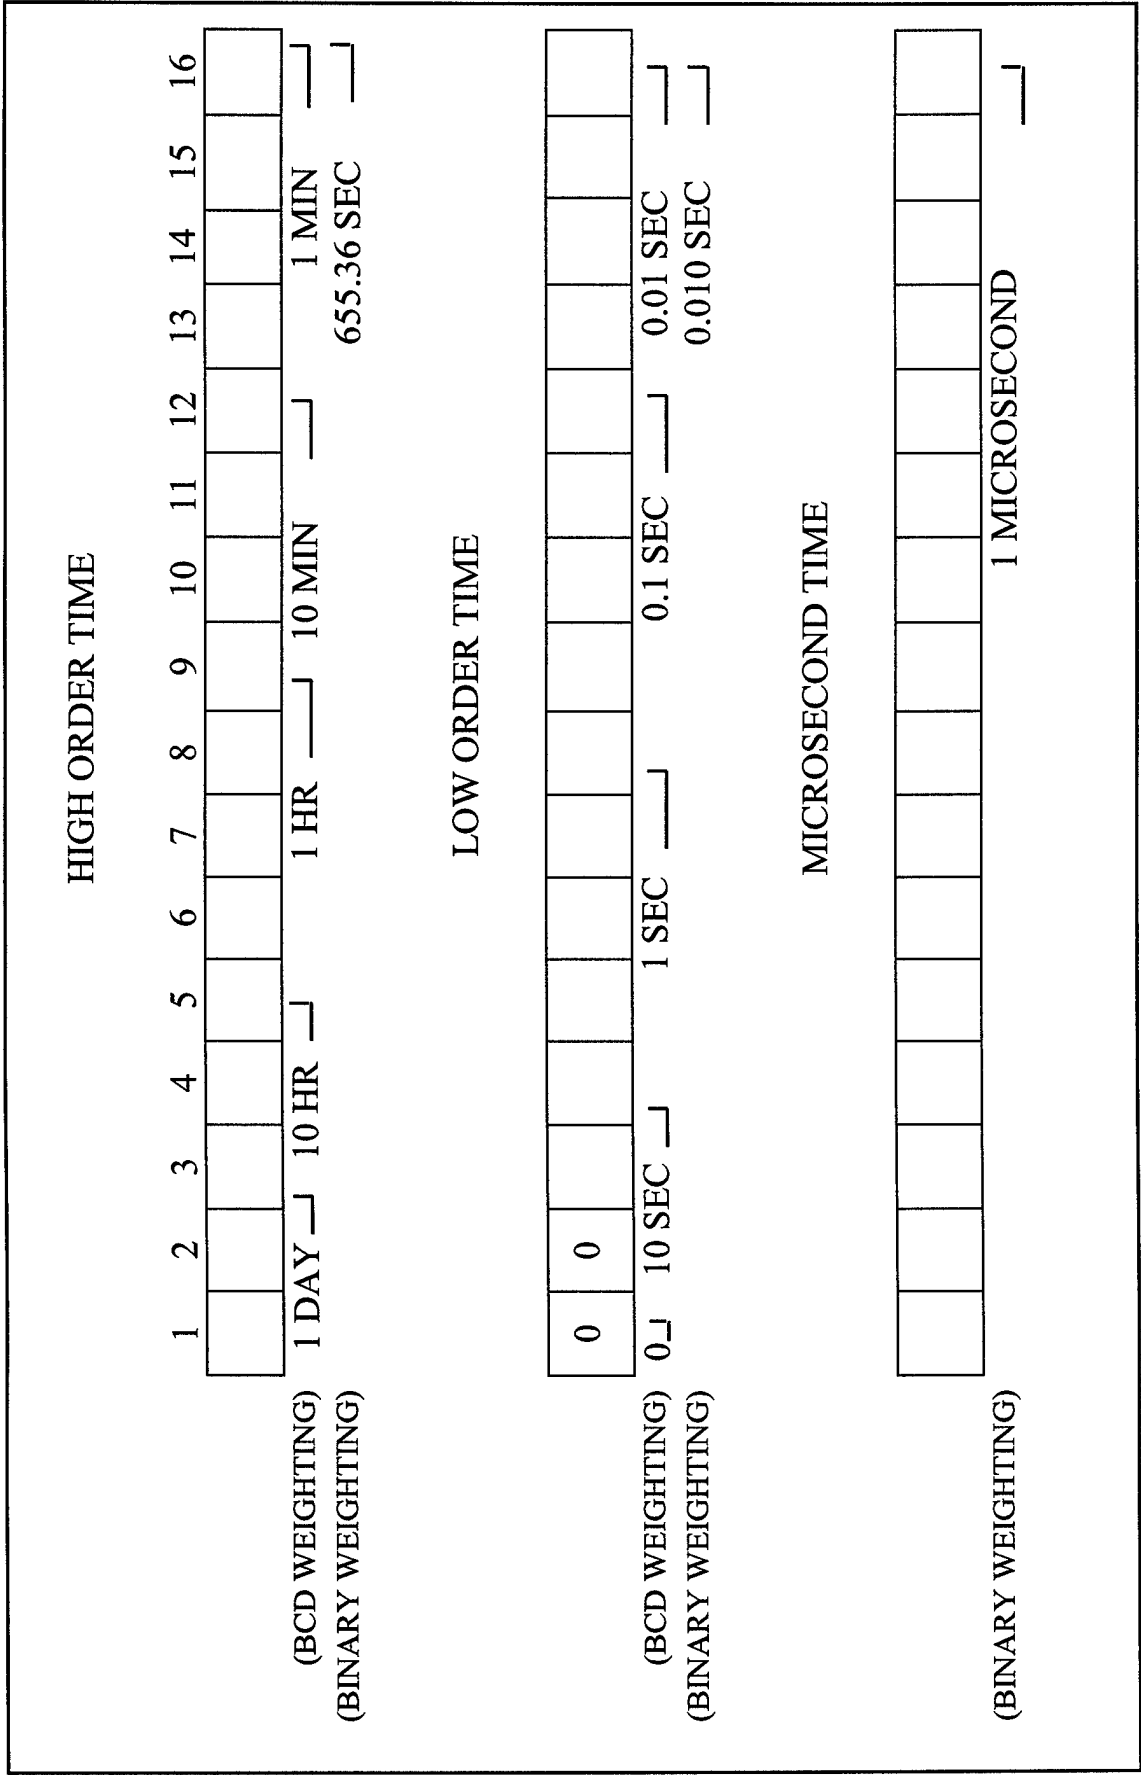 HIGH ORDER TIME
1 2 3 4 5 6 7 8 9 10 11 12 13 14 15 16
(BCD WEIGHTING) 1 DAY 10 HR 1 HR 10 MIN 1 MIN
(BINARY WEIGHTING) 655.36 SEC
LOW ORDER TIME
0 0
(BCD WEIGHTING) 0 10 SEC 1 SEC 0.1 SEC 0.01 SEC
(BINARY WEIGHTING) 0.010 SEC
MICROSECOND TIME
(BINARY WEIGHTING) 1 MICROSECOND